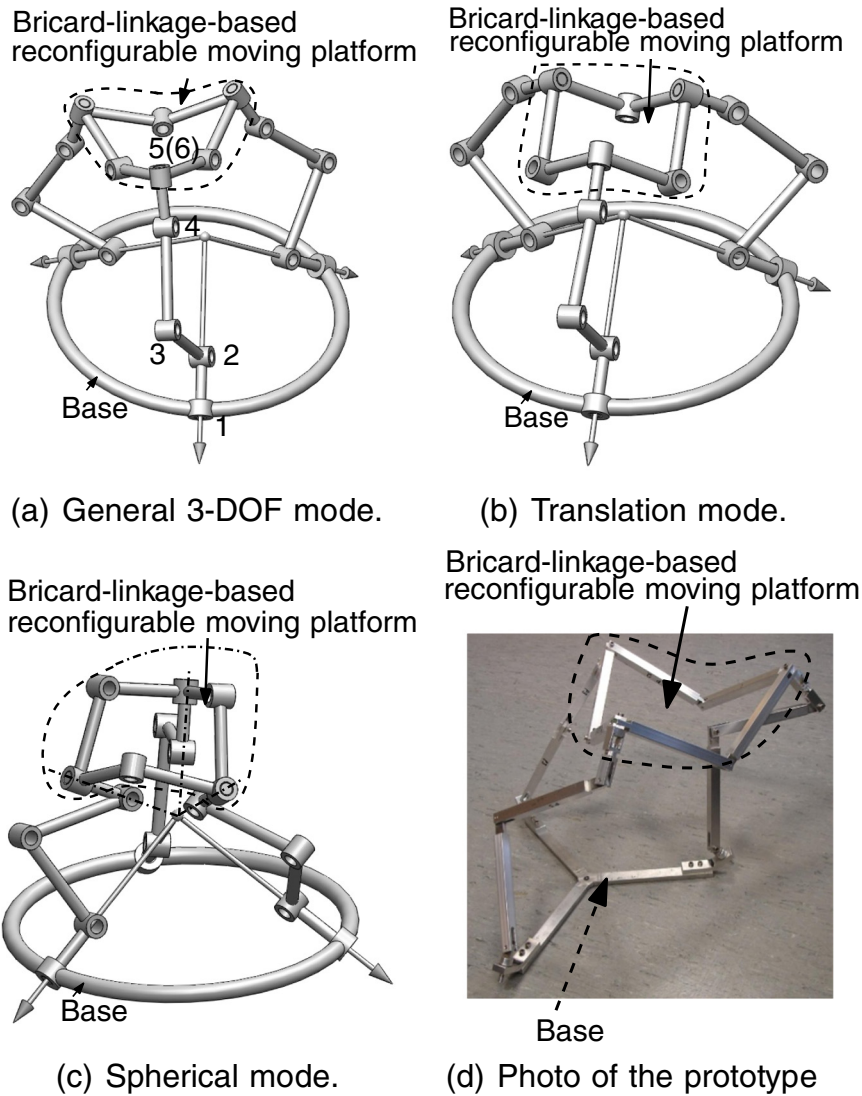 Bricard-linkage-based
reconfigurable moving platform
5(6)
4
3
2
Base
1
(a) General 3-DOF mode.
Bricard-linkage-based
reconfigurable moving platform
Base
(b) Translation mode.
Bricard-linkage-based
reconfigurable moving platform
Base
(c) Spherical mode.
Bricard-linkage-based
reconfigurable moving platform
Base
(d) Photo of the prototype